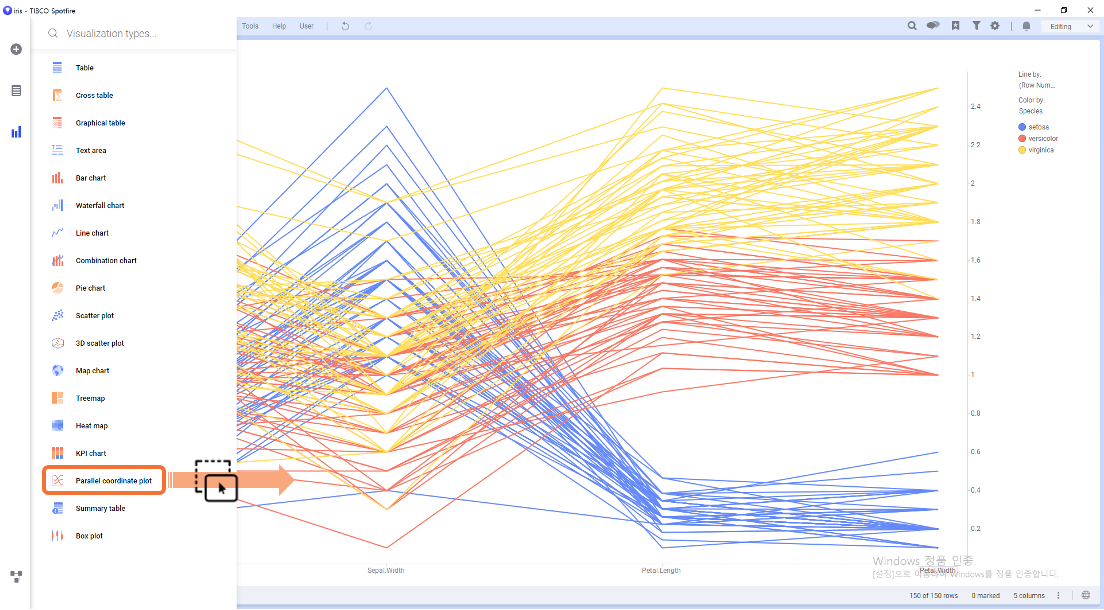 iris - TIBCO Spotfire
Visualization types...
Tools Help User
Editing
Table
Cross table
Graphical table
Text area
Bar chart
Waterfall chart
Line chart
Combination chart
Pie chart
Scatter plot
3D scatter plot
Map chart
Treemap
Heat map
KPI chart
Parallel coordinate plot
Summary table
Box plot
2.4
2.2
2
1.8
1.6
1.4
1.2
1
0.8
0.6
0.4
0.2
Line by:
(Row Num...
Color by:
Species
setosa
versicolor
virginica
Sepal.Width Petal.Length Petal.Width
Windows 정품 인증
[설정]으로 이동하여 Windows를 정품 인증합니다.
150 of 150 rows 0 marked 5 columns